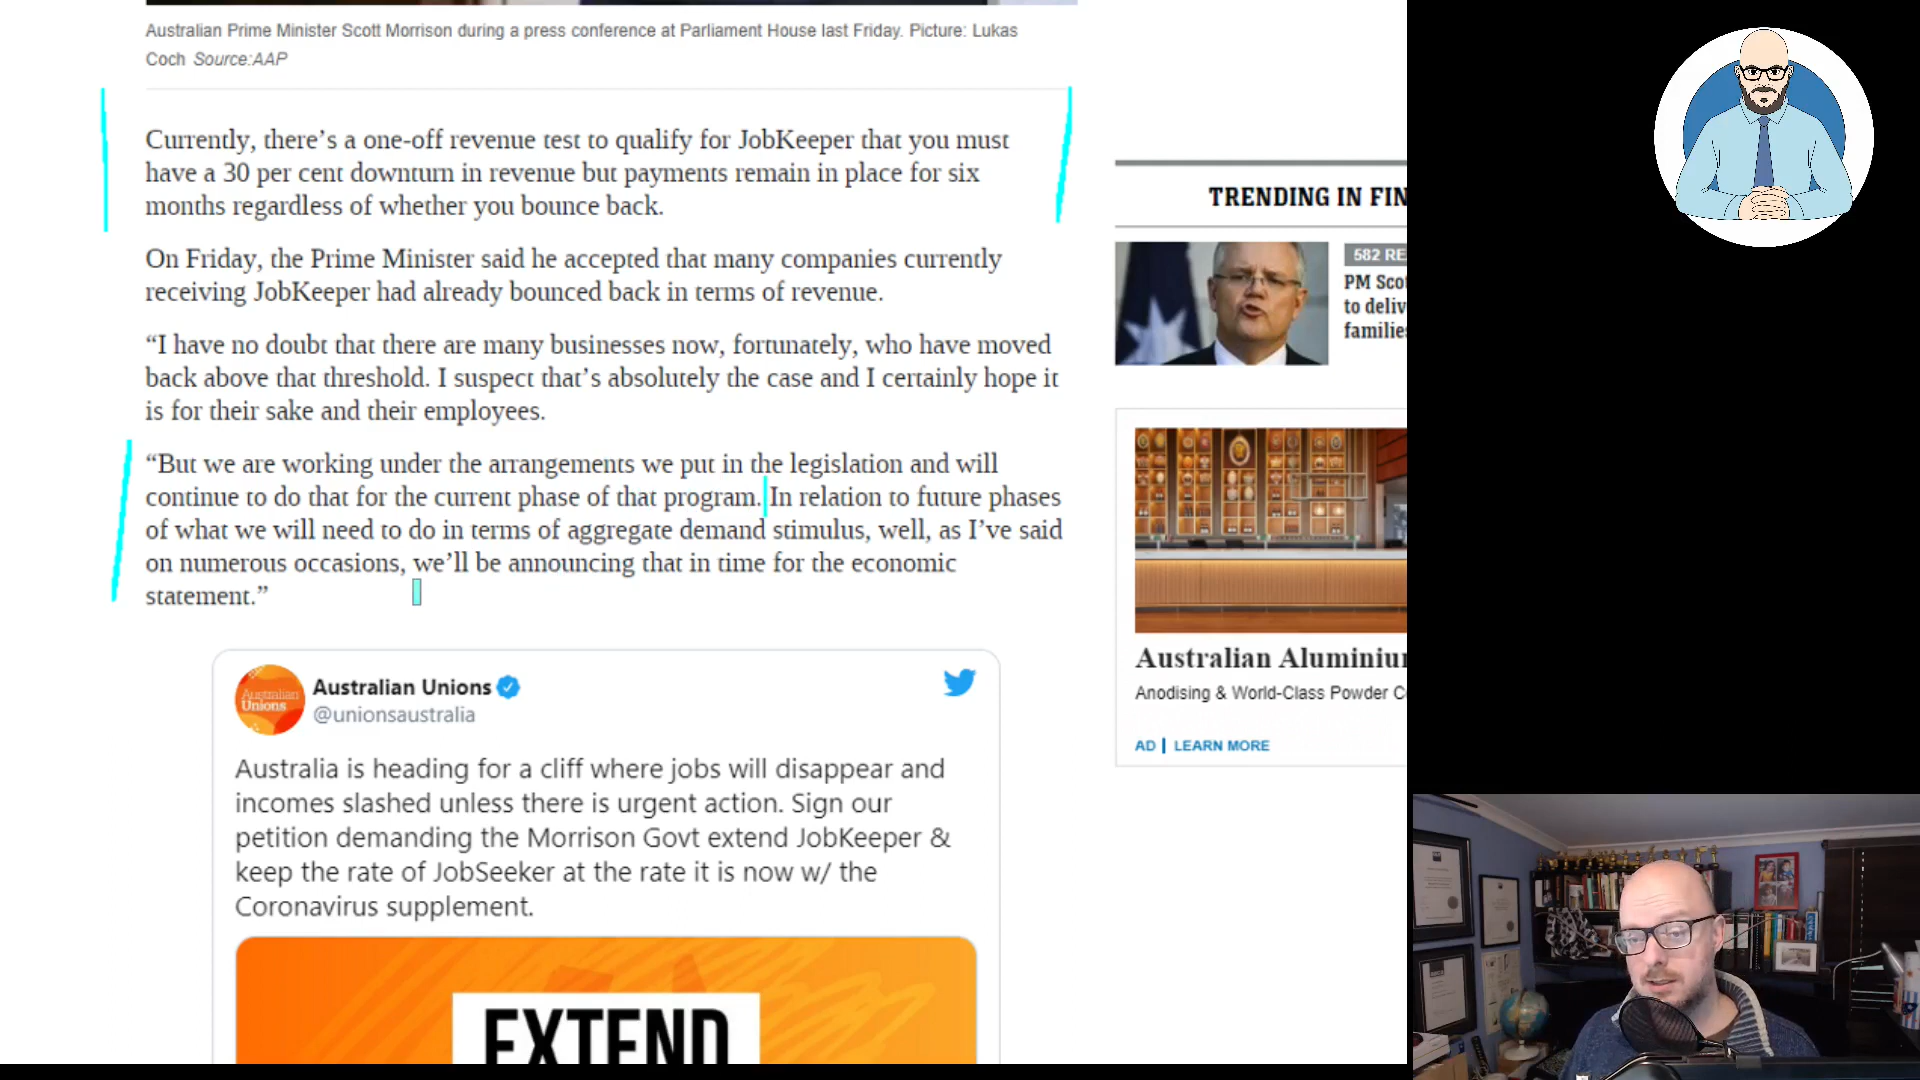 Australian Prime Minister Scott Morrison during a press conference at Parliament House last Friday. Picture: Lukas
Coch Source:AAP
Currently, there’s a one-off revenue test to qualify for JobKeeper that you must
have a 30 per cent downturn in revenue but payments remain in place for six
months regardless of whether you bounce back.
On Friday, the Prime Minister said he accepted that many companies currently
receiving JobKeeper had already bounced back in terms of revenue.
“I have no doubt that there are many businesses now, fortunately, who have moved
back above that threshold. I suspect that’s absolutely the case and I certainly hope it
is for their sake and their employees.
“But we are working under the arrangements we put in the legislation and will
continue to do that for the current phase of that program. In relation to future phases
of what we will need to do in terms of aggregate demand stimulus, well, as I’ve said
on numerous occasions, we’ll be announcing that in time for the economic
statement.”
Australian
Unions
Australian Unions
@unionsaustralia
Australia is heading for a cliff where jobs will disappear and
incomes slashed unless there is urgent action. Sign our
petition demanding the Morrison Govt extend JobKeeper &
keep the rate of JobSeeker at the rate it is now w/ the
Coronavirus supplement.
EXTEND
TRENDING IN FIN
582 RE
PM Sco
to deliv
families
Australian Aluminiu
Anodising & World-Class Powder C
AD | LEARN MORE